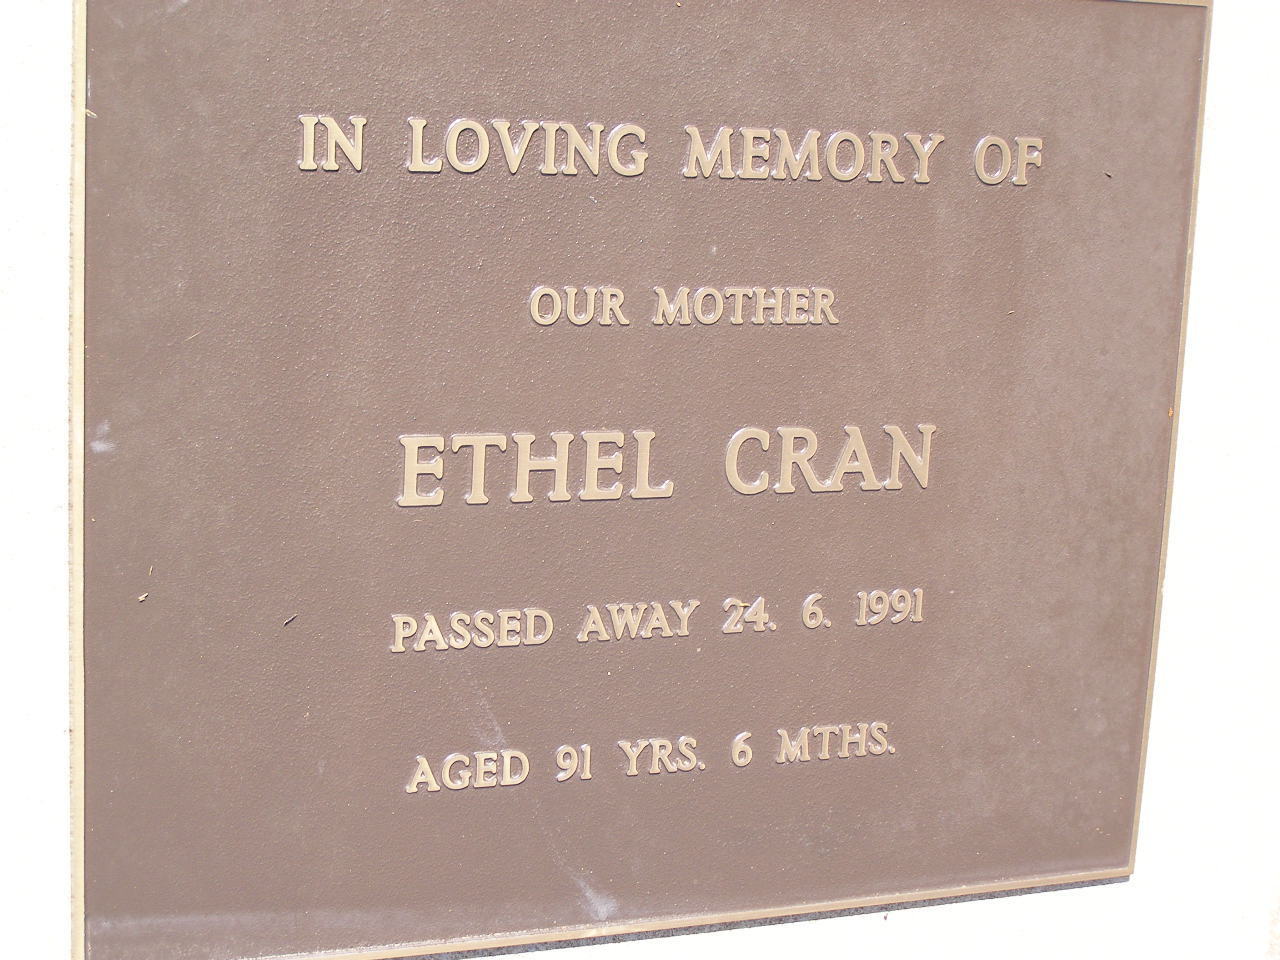 IN LOVING MEMORY OF
OUR MOTHER
ETHEL CRAN
PASSED AWAY 24. 6. 1991
AGED 91 YRS. 6 MTHS.